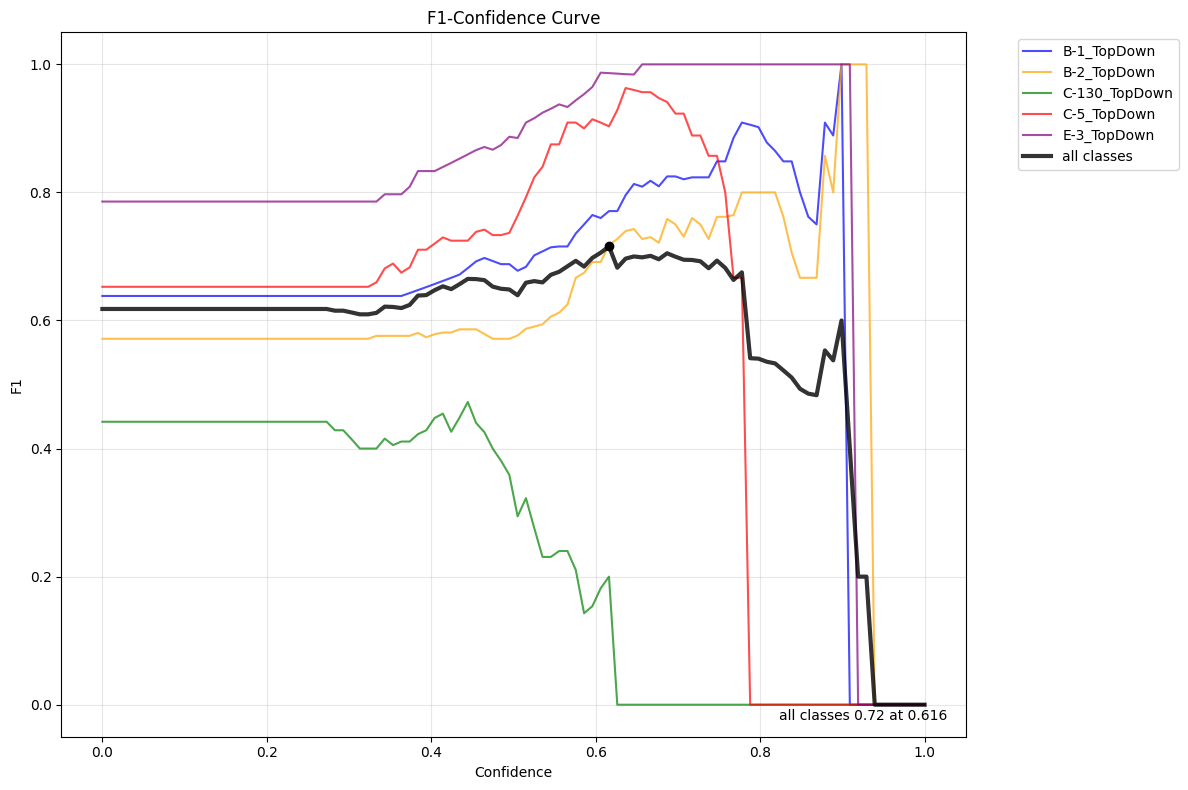 F1-Confidence Curve
B-1_TopDown
B-2_TopDown
C-130_TopDown
C-5_TopDown
E-3_TopDown
all classes
F1
1.0
0.8
0.6
0.4
0.2
0.0
all classes 0.72 at 0.616
0.0 0.2 0.4 0.6 0.8 1.0
Confidence